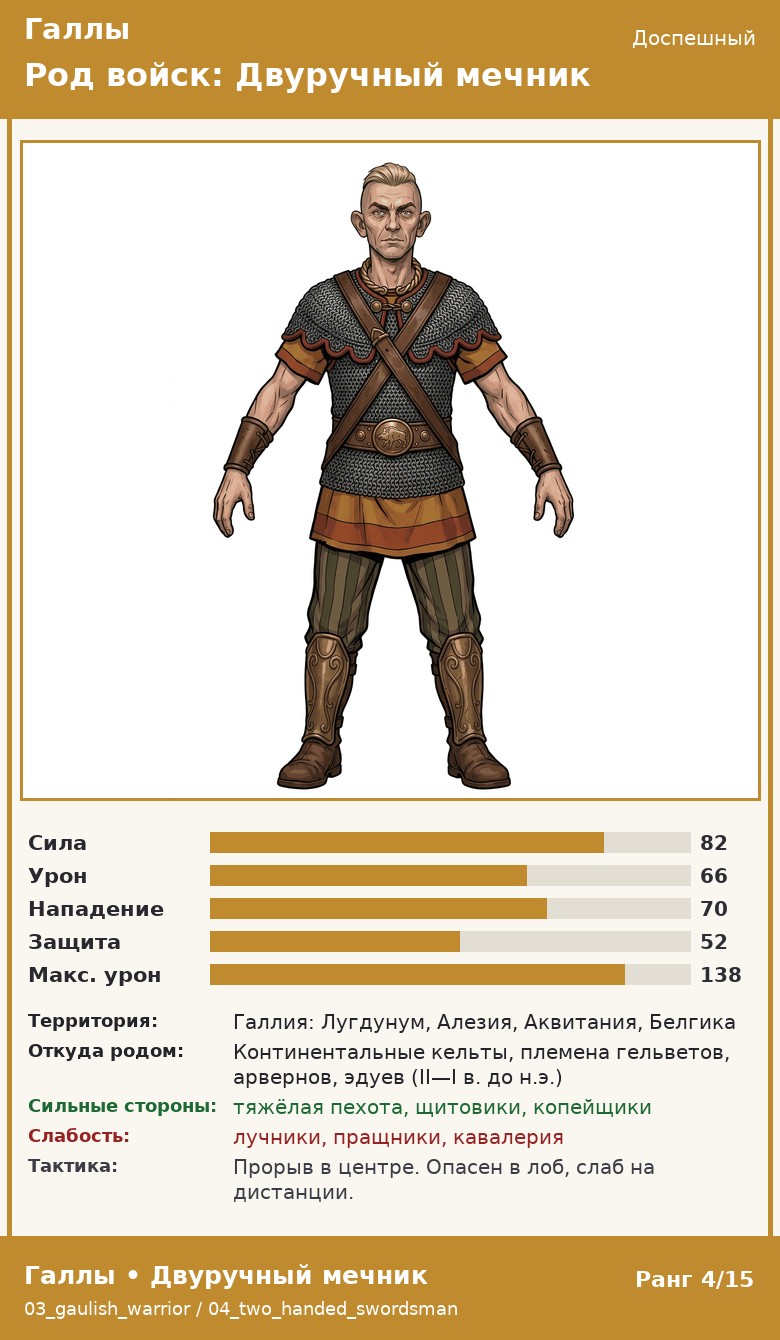 Галлы
Доспешный
Род войск: Двуручный мечник
Сила 82
Урон 66
Нападение 70
Защита 52
Макс. урон 138
Территория: Галлия: Лугдунум, Алезия, Аквитания, Белгика
Откуда родом: Континентальные кельты, племена гельветов,
арвернов, эдуев (II—I в. до н.э.)
Сильные стороны: тяжёлая пехота, щитовики, копейщики
Слабость: лучники, пращники, кавалерия
Тактика: Прорыв в центре. Опасен в лоб, слаб на
дистанции.
Галлы • Двуручный мечник
Ранг 4/15
03_gaulish_warrior / 04_two_handed_swordsman